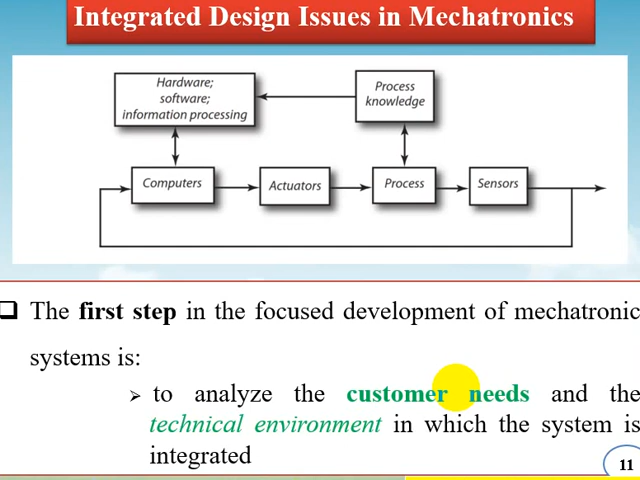 Integrated Design Issues in Mechatronics
Hardware;
software;
information processing
Process
knowledge
Computers
Actuators
Process
Sensors
The first step in the focused development of mechatronic
systems is:
to analyze the customer needs and the
technical environment in which the system is
integrated
11